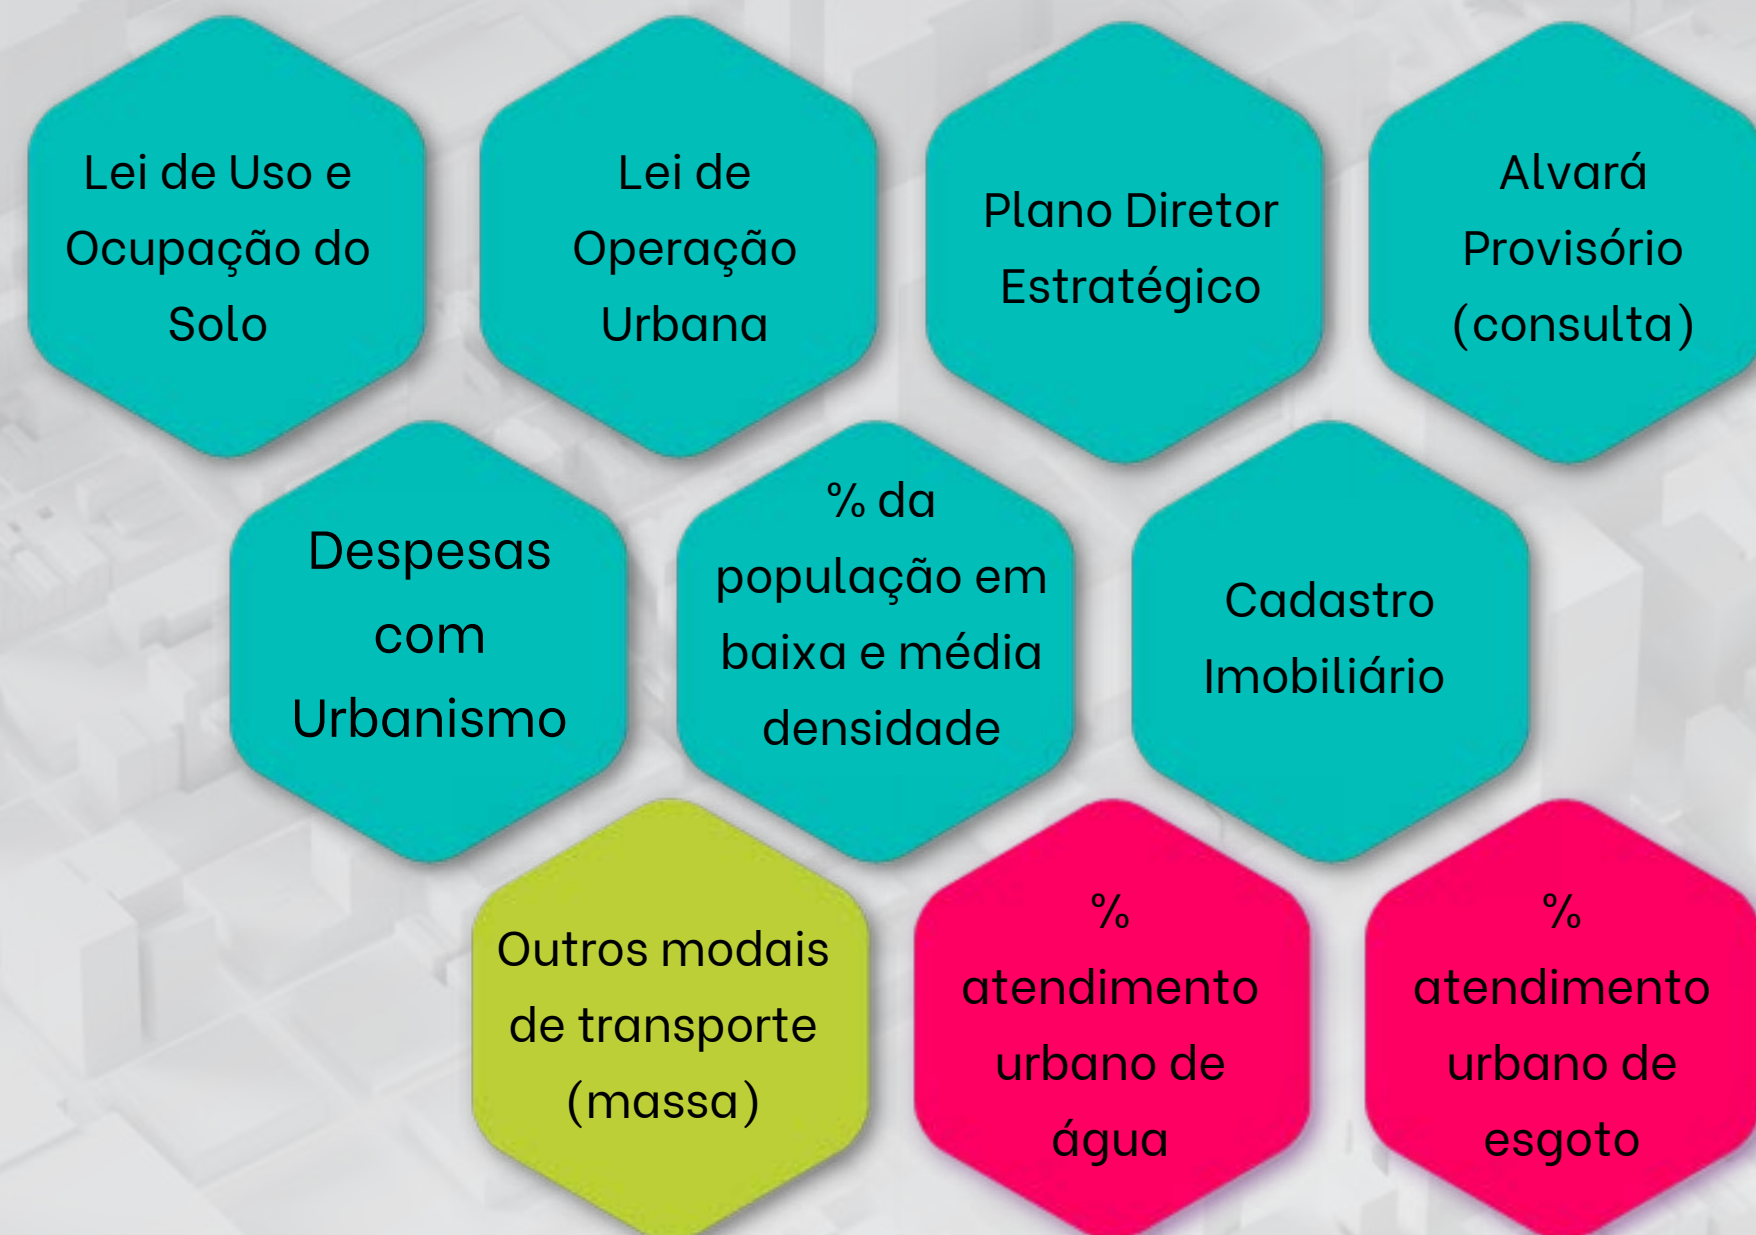 Lei de Uso e
Ocupação do
Solo
Lei de
Operação
Urbana
Plano Diretor
Estratégico
Alvará
Provisório
(consulta)
Despesas
com
Urbanismo
% da
população em
baixa e média
densidade
Cadastro
Imobiliário
Outros modais
de transporte
(massa)
%
atendimento
urbano de
água
%
atendimento
urbano de
esgoto